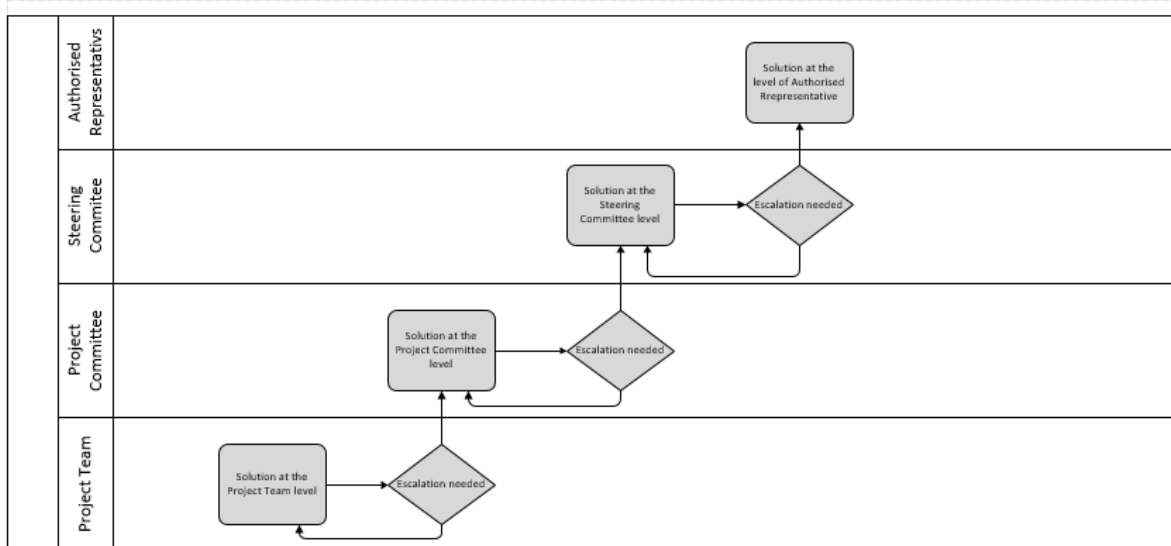 Authorised
Representativs
Solution at the
level of Authorised
Rrepresentative
Steering
Commitee
Solution at the
Steering
Committee level
Escalation needed
Project
Committee
Solution at the
Project Committee
level
Escalation needed
Project Team
Solution at the
Project Team level
Escalation needed